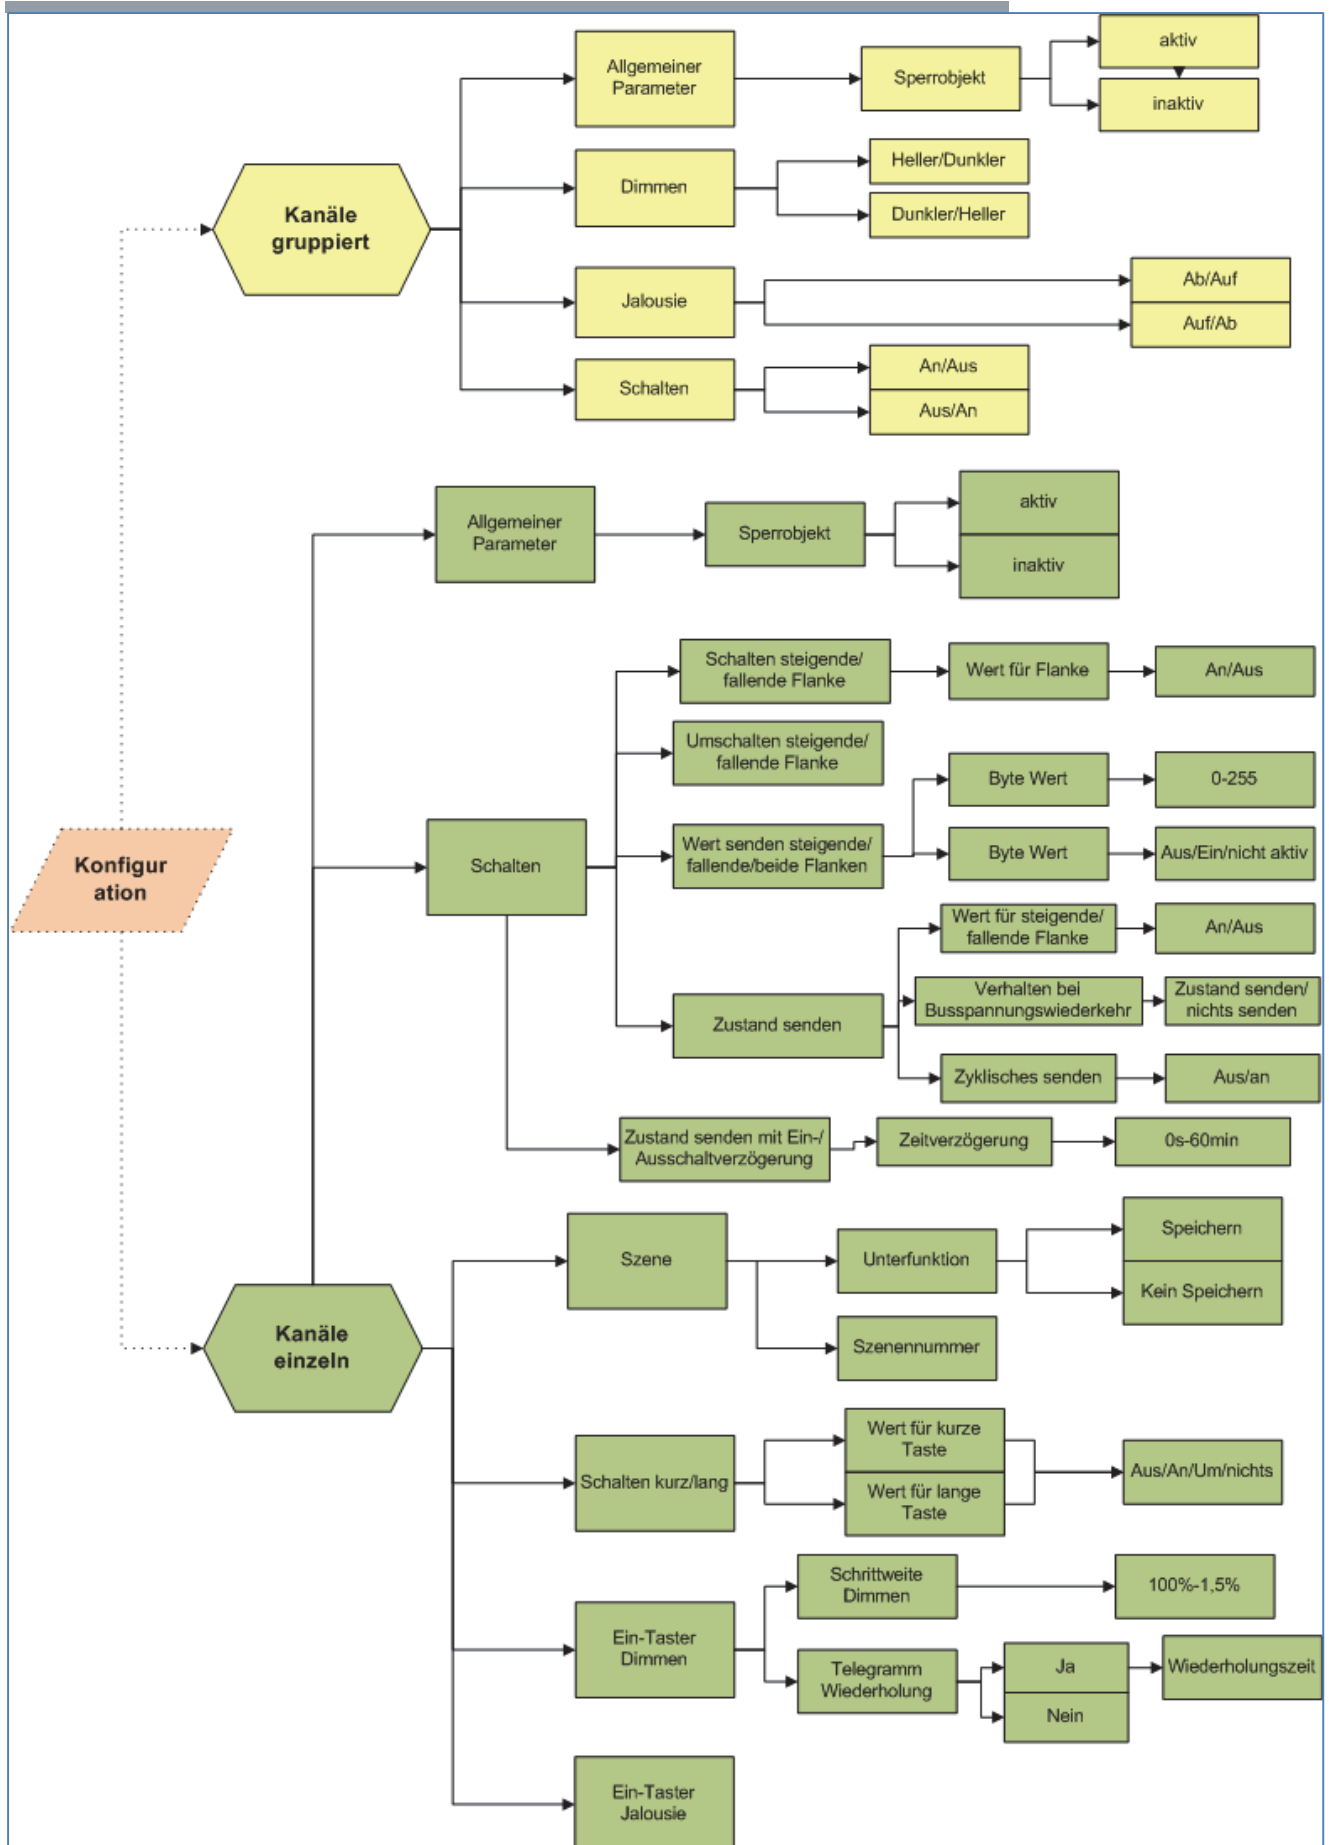 Allgemeiner
Parameter
Sperrobjekt
aktiv
inaktiv
Dimmen
Heller/Dunkler
Dunkler/Heller
Kanäle
gruppiert
Jalousie
Ab/Auf
Auf/Ab
Schalten
An/Aus
Aus/An
Allgemeiner
Parameter
Sperrobjekt
aktiv
inaktiv
Schalten steigende/
fallende Flanke
Wert für Flanke
An/Aus
Umschalten steigende/
fallende Flanke
Byte Wert
0-255
Konfigur
ation
Schalten
Wert senden steigende/
fallende/beide Flanken
Byte Wert
Aus/Ein/nicht aktiv
Wert für steigende/
fallende Flanke
An/Aus
Zustand senden
Verhalten bei
Busspannungswiederkehr
Zustand senden/
nichts senden
Zyklisches senden
Aus/an
Zustand senden mit Ein-/
Ausschaltverzögerung
Zeitverzögerung
0s-60min
Szene
Unterfunktion
Speichern
Kein Speichern
Kanäle
einzeln
Szenennummer
Schalten kurz/lang
Wert für kurze
Taste
Wert für lange
Taste
Aus/An/Um/nichts
Ein-Taster
Dimmen
Schrittweite
Dimmen
100%-1,5%
Telegramm
Wiederholung
Ja
Nein
Wiederholungszeit
Ein-Taster
Jalousie